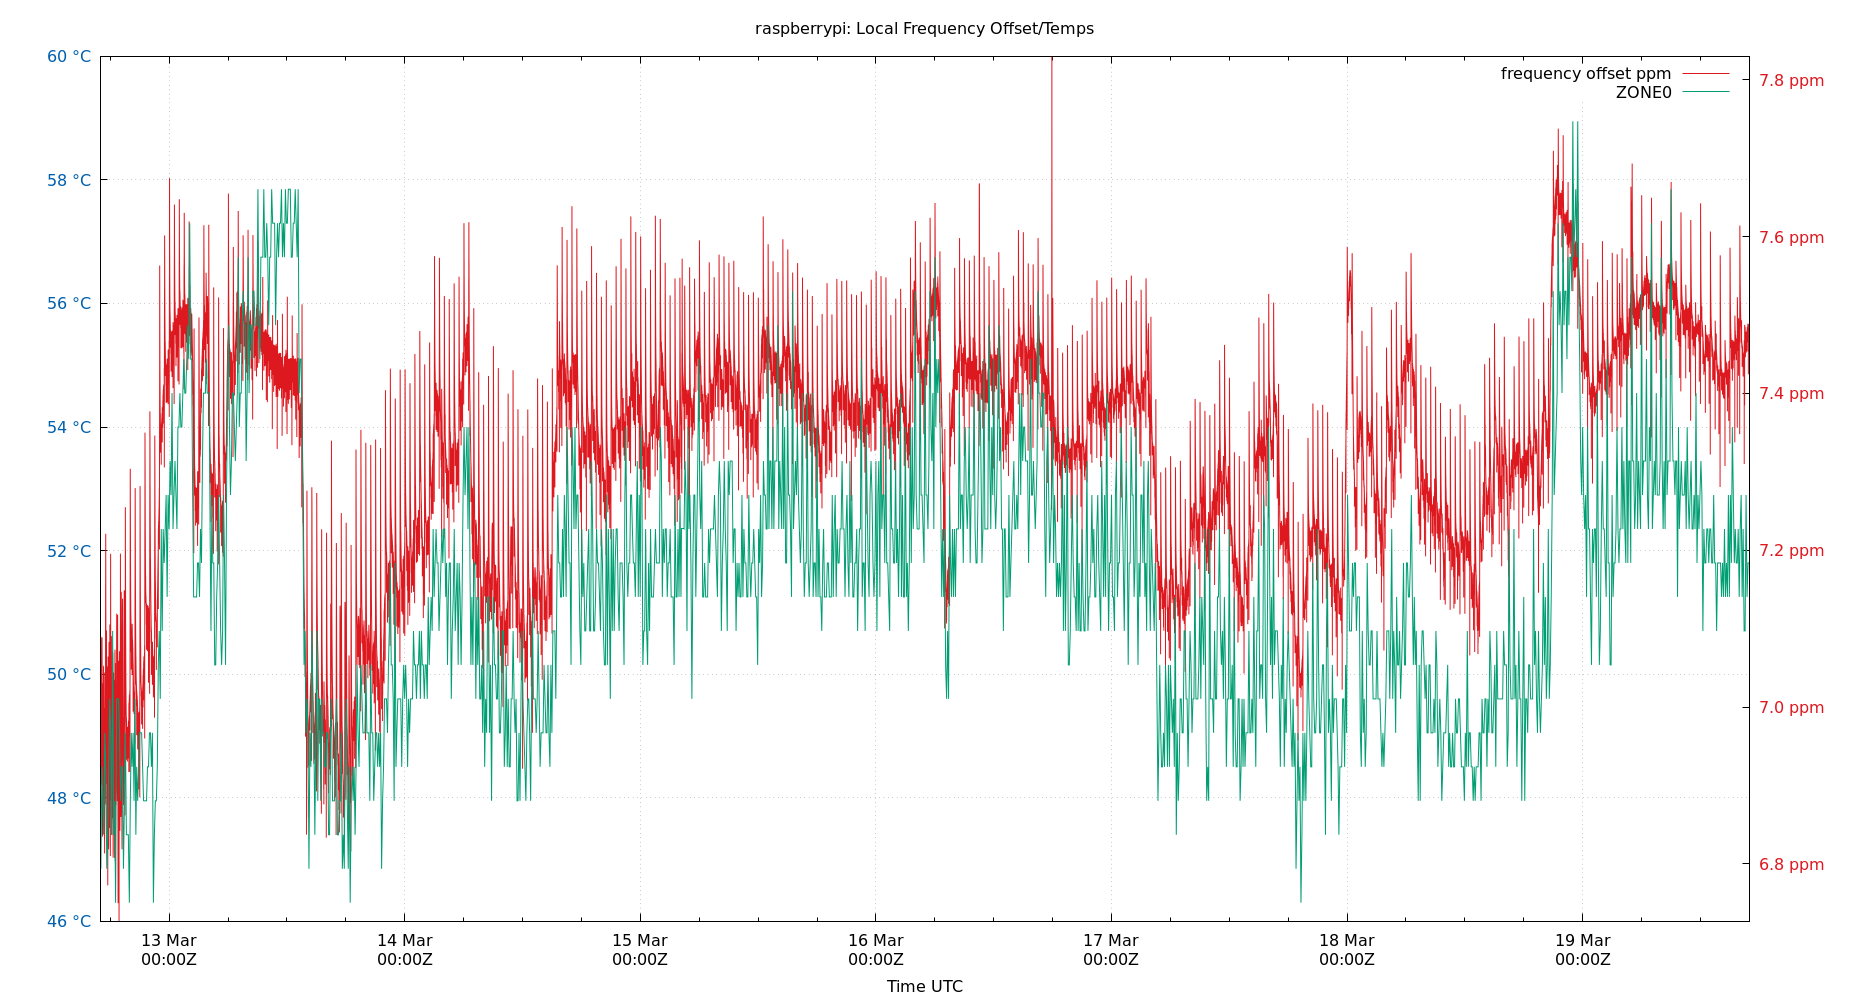 raspberrypi: Local Frequency Offset/Temps
frequency offset ppm
ZONE0
60 °C
58 °C
56 °C
54 °C
52 °C
50 °C
48 °C
46 °C
7.8 ppm
7.6 ppm
7.4 ppm
7.2 ppm
7.0 ppm
6.8 ppm
13 Mar 14 Mar 15 Mar 16 Mar 17 Mar 18 Mar 19 Mar
00:00Z 00:00Z 00:00Z 00:00Z 00:00Z 00:00Z 00:00Z
Time UTC